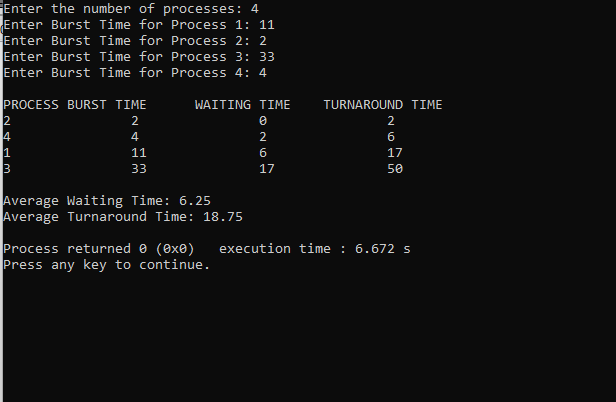 Enter the number of processes: 4
Enter Burst Time for Process 1: 11
Enter Burst Time for Process 2: 2
Enter Burst Time for Process 3: 33
Enter Burst Time for Process 4: 4
PROCESS BURST TIME      WAITING TIME    TURNAROUND TIME
2               2               0               2
4               4               2               6
1               11              6               17
3               33              17              50
Average Waiting Time: 6.25
Average Turnaround Time: 18.75
Process returned 0 (0x0)   execution time : 6.672 s
Press any key to continue.